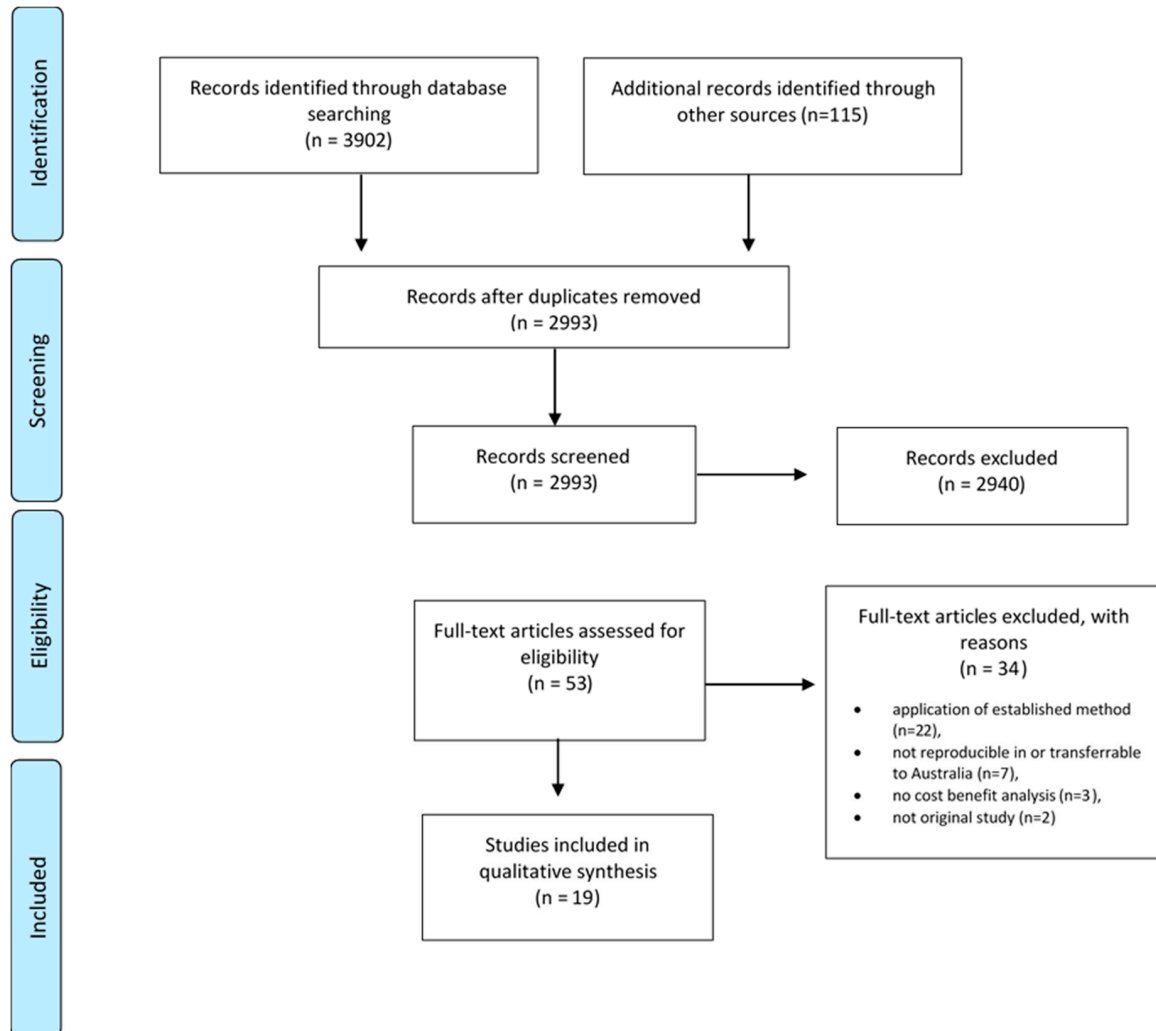 Identification
Records identified through database
searching
(n = 3902)
Additional records identified through
other sources (n=115)
Screening
Records after duplicates removed
(n = 2993)
Records screened
(n = 2993)
Records excluded
(n = 2940)
Eligibility
Full-text articles assessed for
eligibility
(n = 53)
Full-text articles excluded, with
reasons
(n = 34)
• application of established method
(n=22),
• not reproducible in or transferrable
to Australia (n=7),
• no cost benefit analysis (n=3),
• not original study (n=2)
Included
Studies included in
qualitative synthesis
(n = 19)